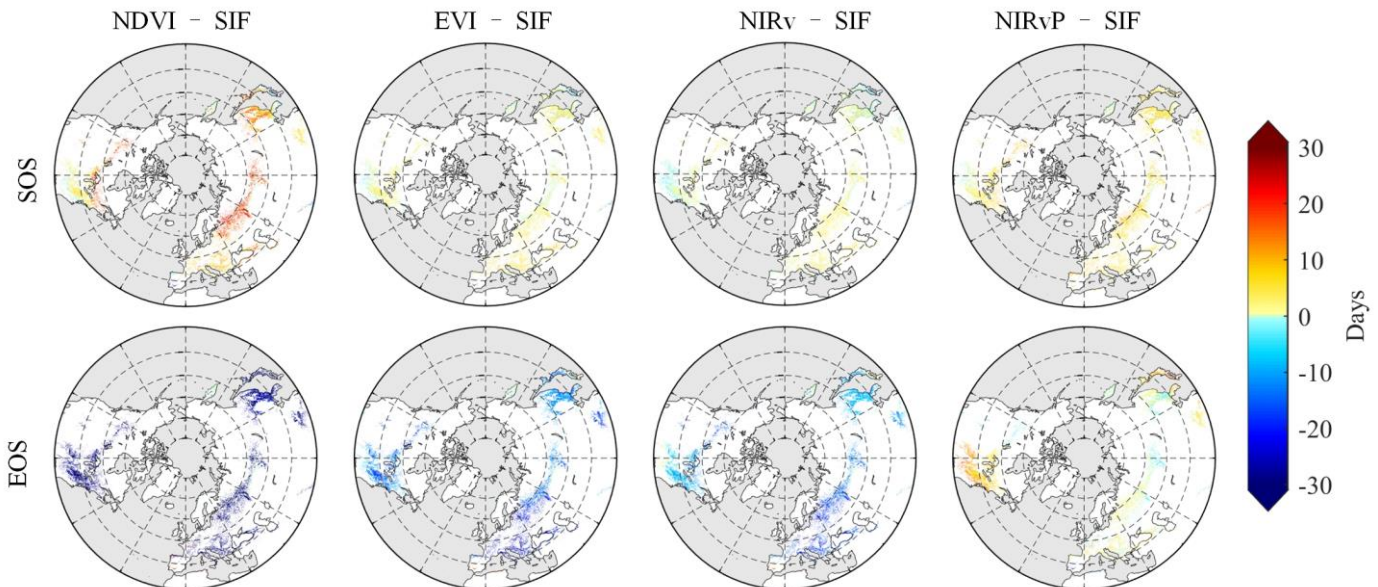 NDVI - SIF
EVI - SIF
NIRv - SIF
NIRvP - SIF
SOS
EOS
30
20
10
0
-10
-20
-30
Days